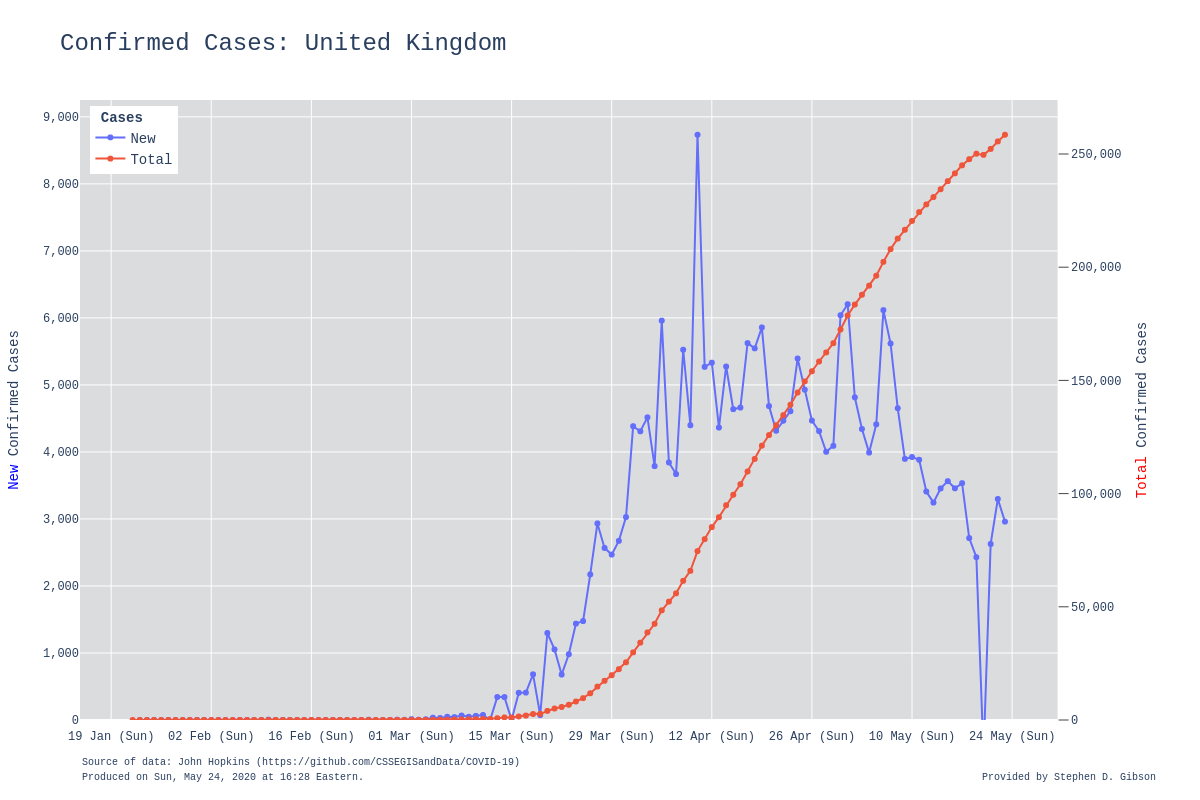 Confirmed Cases: United Kingdom
Cases
New
Total
9,000
8,000
7,000
6,000
5,000
4,000
3,000
2,000
1,000
0
New Confirmed Cases
250,000
200,000
150,000
100,000
50,000
0
Total Confirmed Cases
19 Jan (Sun) 02 Feb (Sun) 16 Feb (Sun) 01 Mar (Sun) 15 Mar (Sun) 29 Mar (Sun) 12 Apr (Sun) 26 Apr (Sun) 10 May (Sun) 24 May (Sun)
Source of data: John Hopkins (https://github.com/CSSEGISandData/COVID-19)
Produced on Sun, May 24, 2020 at 16:28 Eastern.
Provided by Stephen D. Gibson